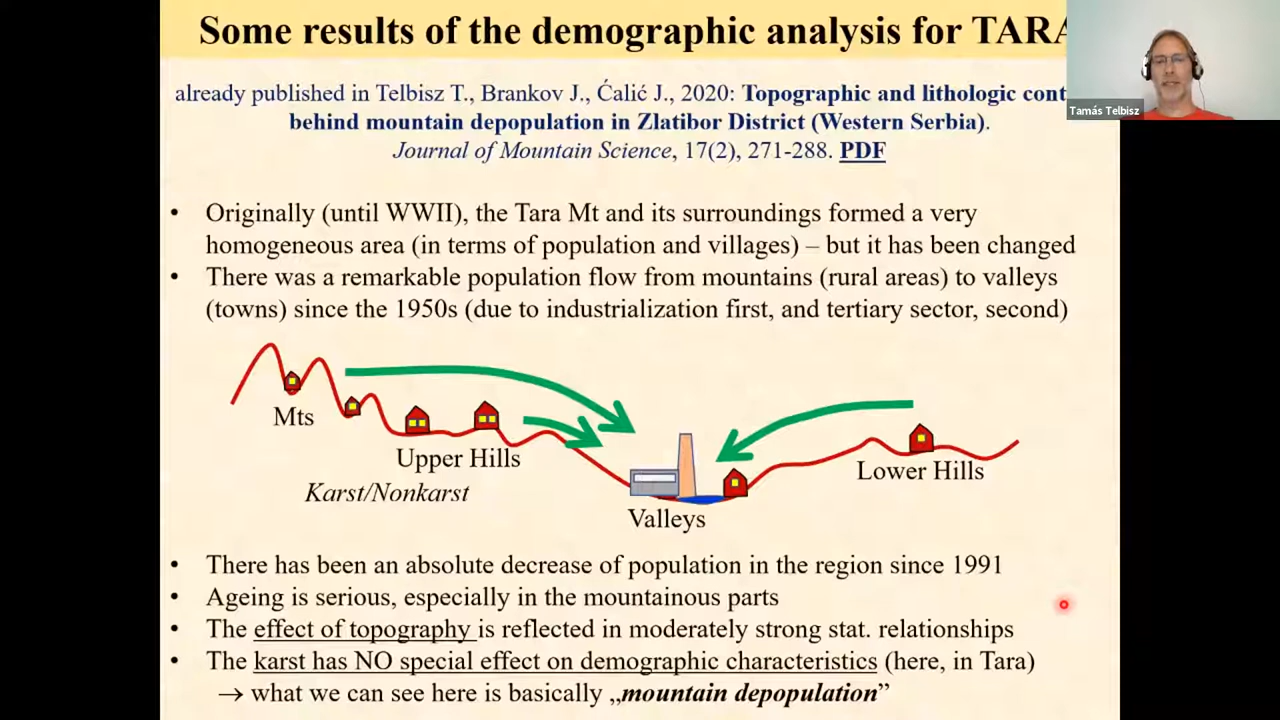 Some results of the demographic analysis for TARA
Tamás Telbisz
already published in Telbisz T., Brankov J., Ćalić J., 2020: Topographic and lithologic cont
behind mountain depopulation in Zlatibor District (Western Serbia).
Journal of Mountain Science, 17(2), 271-288. PDF
• Originally (until WWII), the Tara Mt and its surroundings formed a very
homogeneous area (in terms of population and villages) – but it has been changed
• There was a remarkable population flow from mountains (rural areas) to valleys
(towns) since the 1950s (due to industrialization first, and tertiary sector, second)
Mts
Upper Hills
Karst/Nonkarst
Valleys
Lower Hills
• There has been an absolute decrease of population in the region since 1991
• Ageing is serious, especially in the mountainous parts
• The effect of topography is reflected in moderately strong stat. relationships
• The karst has NO special effect on demographic characteristics (here, in Tara)
→ what we can see here is basically „mountain depopulation”